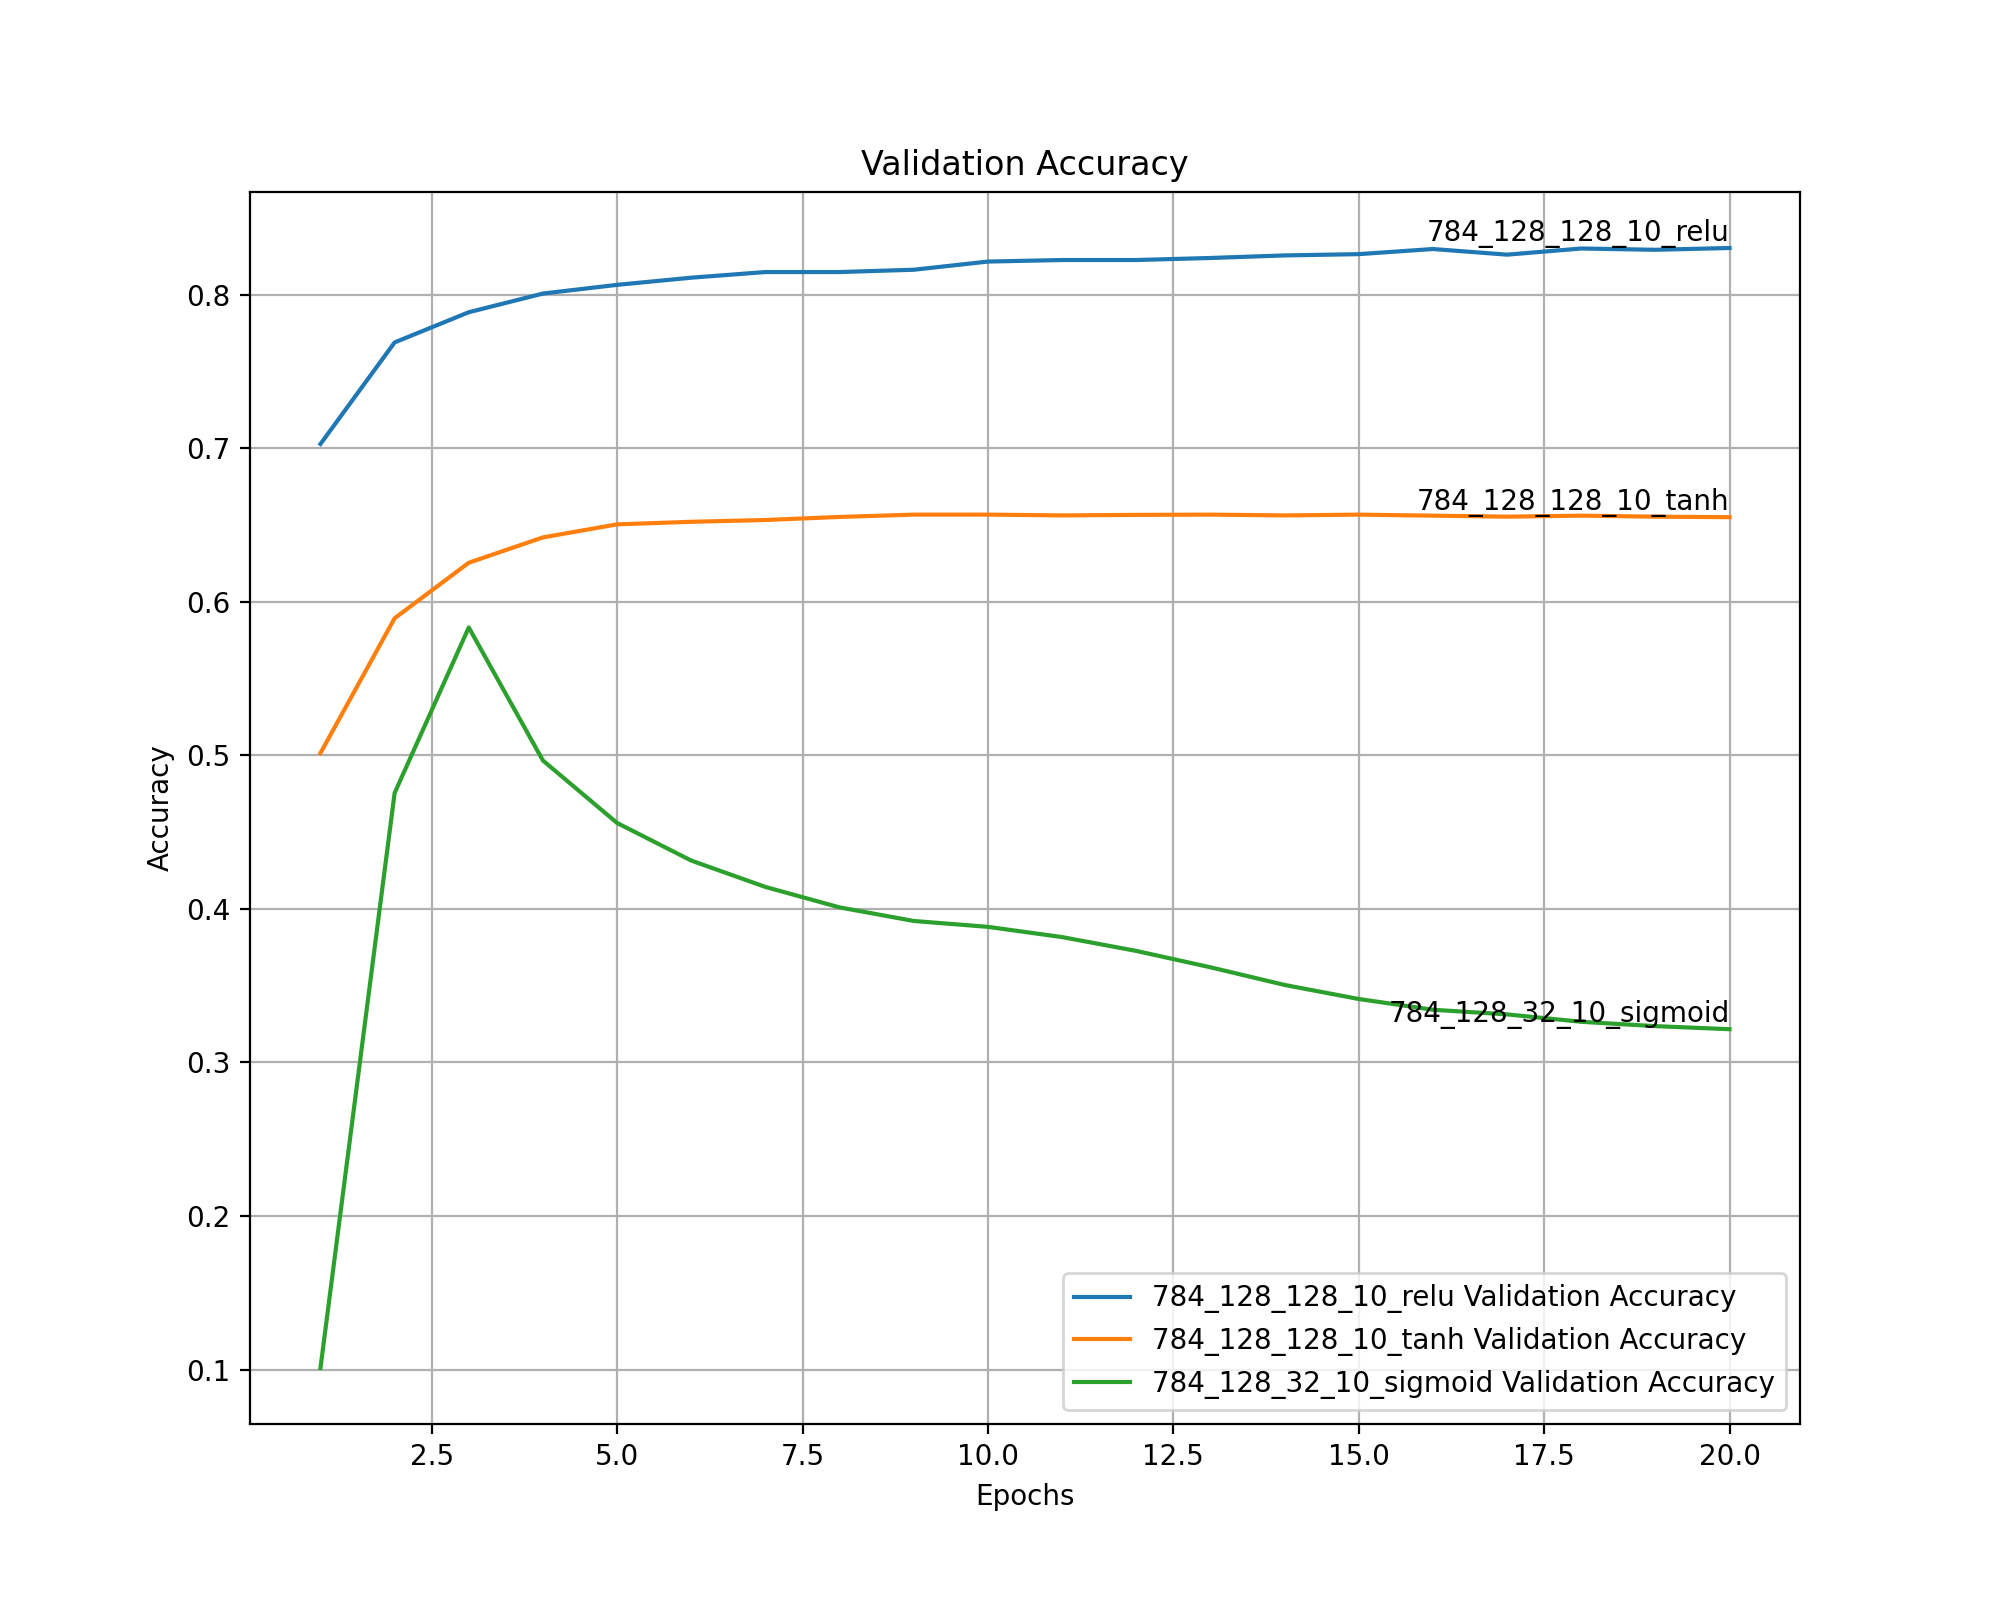 Validation Accuracy
784_128_128_10_relu
0.8
0.7
784_128_128_10_tanh
0.6
0.5
Accuracy
0.4
784_128_32_10_sigmoid
0.3
0.2
784_128_128_10_relu Validation Accuracy
784_128_128_10_tanh Validation Accuracy
0.1
784_128_32_10_sigmoid Validation Accuracy
2.5 5.0 7.5 10.0 12.5 15.0 17.5 20.0
Epochs